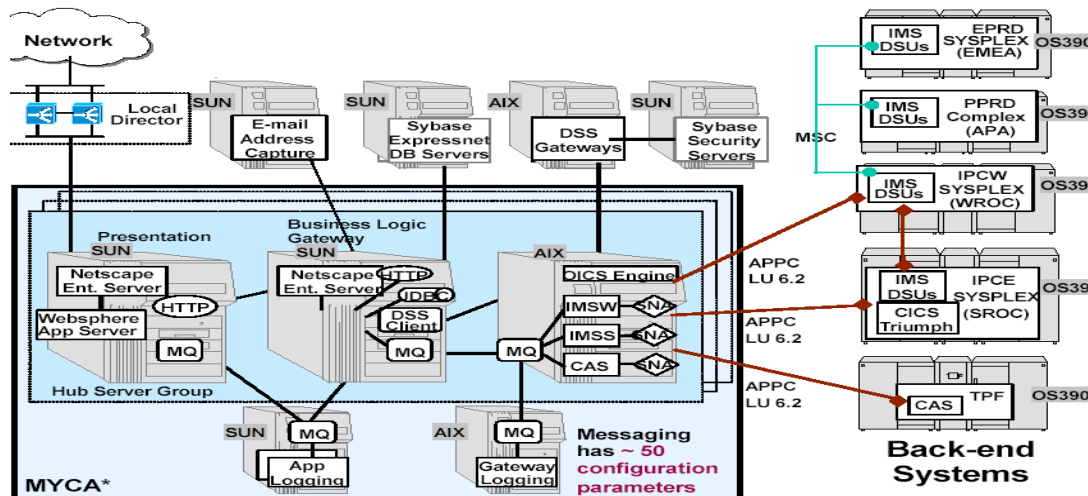 Network
Local
Director
SUN
E-mail
Address
Capture
SUN
Sybase
Expressnet
DB Servers
AIX
DSS
Gateways
SUN
Sybase
Security
Servers
MSC
IMS
DSUs
EPRD
SYSPLEX
(EMEA)
OS390
IMS
DSUs
PPRD
Complex
(APA)
OS39
IMS
DSUs
IPCW
SYSPLEX
(WROC)
OS39
IMS
DSUs
CICS
Triumph
IPCE
SYSPLEX
(SROC)
OS39
CAS
TPF
OS390
Back-end
Systems
Presentation
SUN
Netscape
Ent. Server
HTTP
Websphere
App Server
MQ
Hub Server Group
Business Logic
Gateway
SUN
Netscape
Ent. Server
HTTP
JDBC
DSS
Client
MQ
AIX
OICS Engine
IMSW
SNA
IMSS
SNA
MQ
CAS
SNA
APPC
LU 6.2
APPC
LU 6.2
APPC
LU 6.2
SUN
MQ
App
Logging
AIX
MQ
Gateway
Logging
Messaging
has ~ 50
configuration
parameters
MYCA*